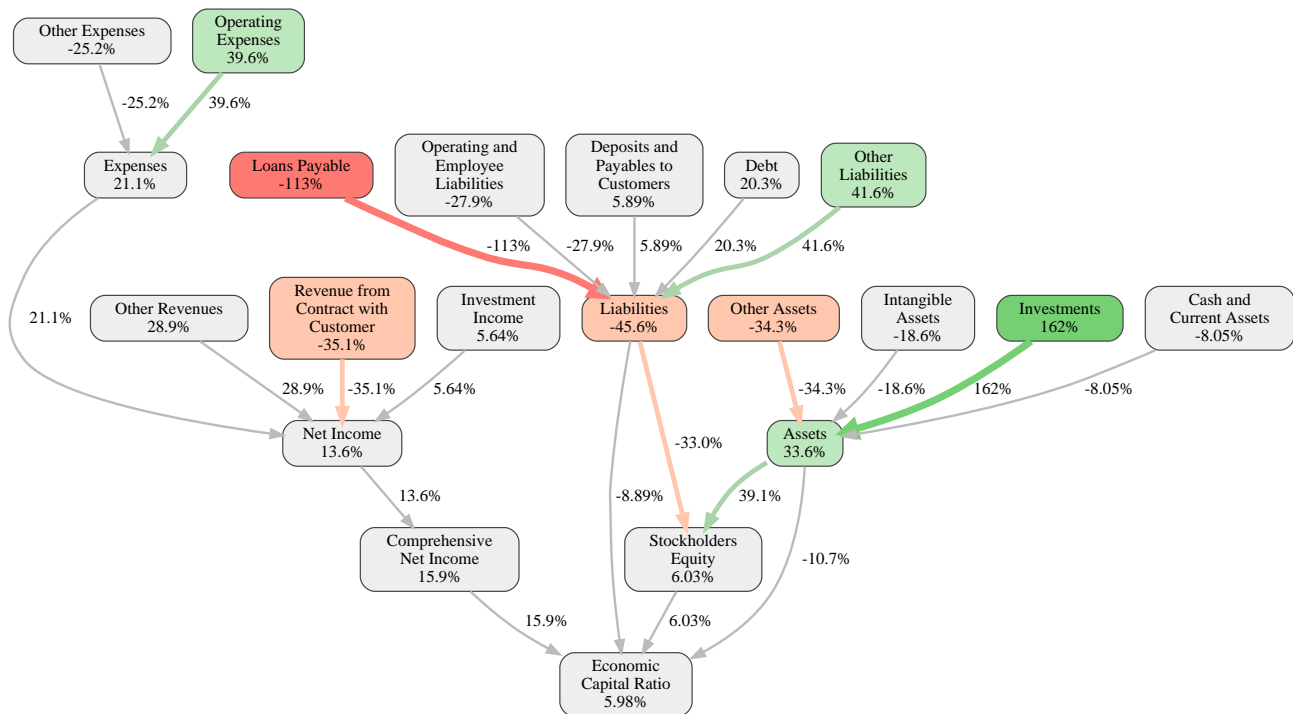 Other Expenses
-25.2%
Operating
Expenses
39.6%
-25.2%
39.6%
Expenses
21.1%
Loans Payable
-113%
Operating and
Employee
Liabilities
-27.9%
Deposits and
Payables to
Customers
5.89%
Debt
20.3%
Other
Liabilities
41.6%
-113%
-27.9%
5.89%
20.3%
41.6%
21.1%
Other Revenues
28.9%
Revenue from
Contract with
Customer
-35.1%
Investment
Income
5.64%
Liabilities
-45.6%
Other Assets
-34.3%
Intangible
Assets
-18.6%
Investments
162%
Cash and
Current Assets
-8.05%
28.9%
-35.1%
5.64%
-34.3%
-18.6%
162%
-8.05%
Net Income
13.6%
-33.0%
Assets
33.6%
13.6%
-8.89%
39.1%
Comprehensive
Net Income
15.9%
Stockholders
Equity
6.03%
-10.7%
15.9%
6.03%
Economic
Capital Ratio
5.98%